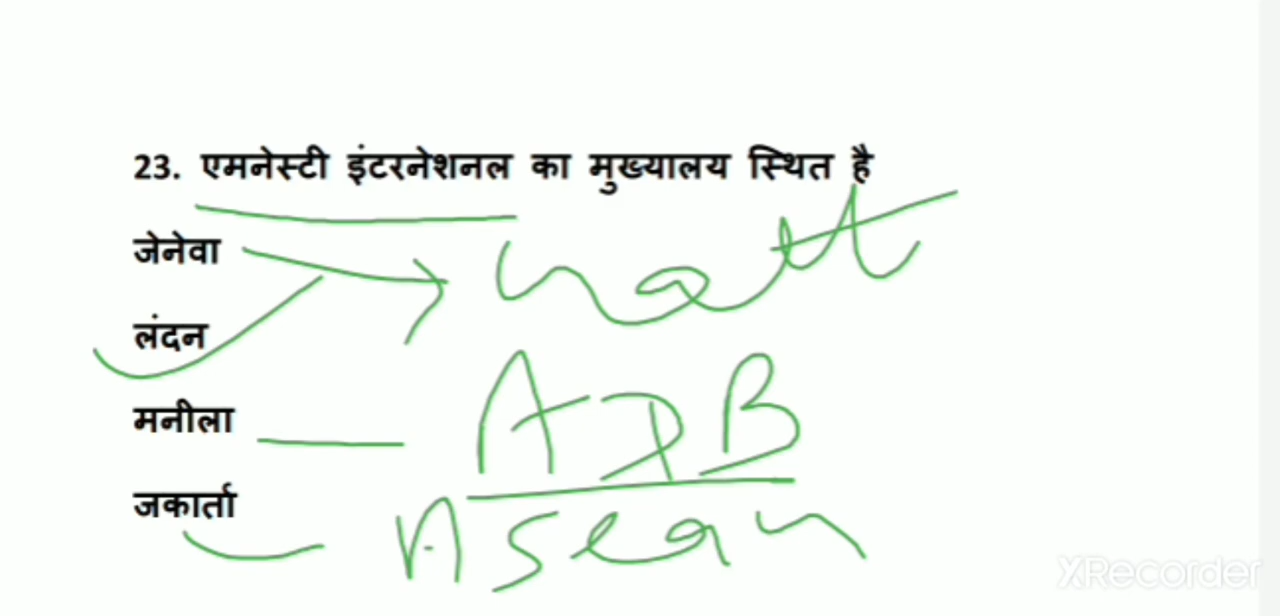 23. एमनेस्टी इंटरनेशनल का मुख्यालय स्थित है
जेनेवा
लंदन
मनीला ADB
जकार्ता Asean
XRecorder